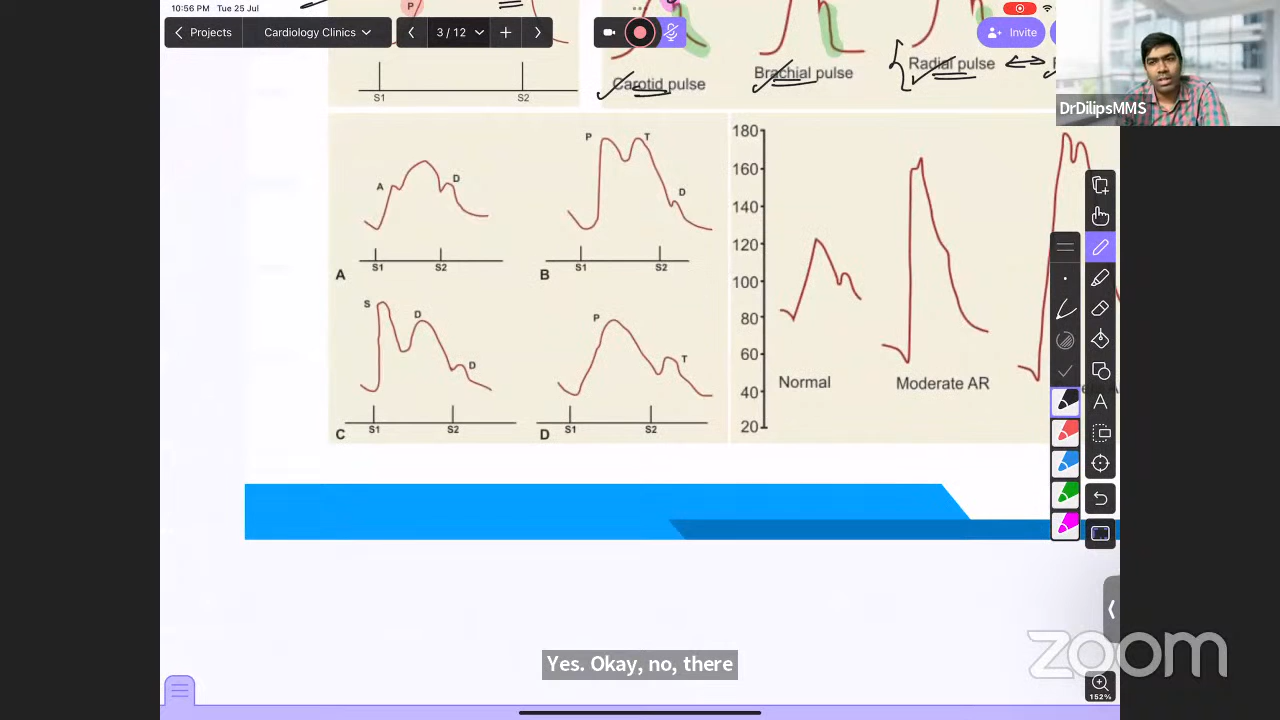 10:56 PM Tue 25 Jul
Projects
Cardiology Clinics
3 / 12
Invite
P
S1
S2
Carotid pulse
Brachial pulse
Radial pulse
DrDilipsMMS
A
D
S1
S2
A
P
T
D
S1
S2
B
S
D
D
S1
S2
C
P
T
S1
S2
D
180
160
140
120
100
80
60
40
20
Normal
Moderate AR
A
152%
zoom
Yes. Okay, no, there